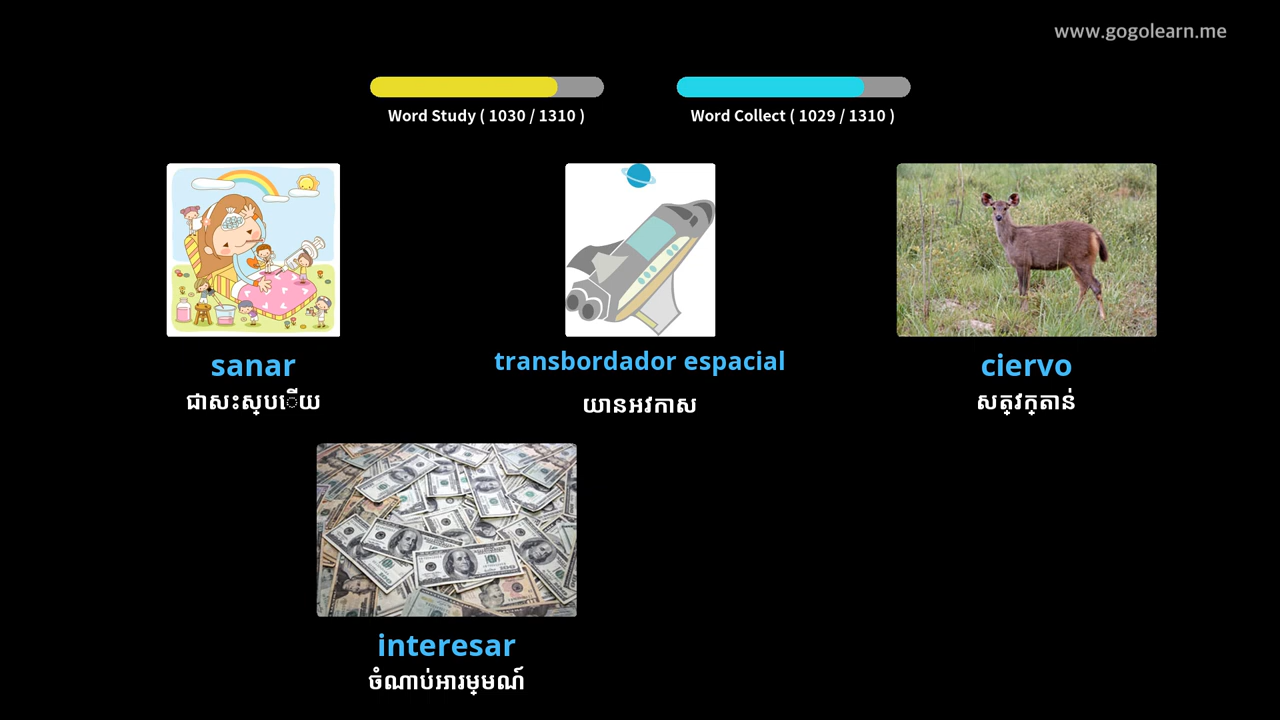 www.gogolearn.me
Word Study ( 1030 / 1310 )
Word Collect ( 1029 / 1310 )
sanar
ជាសះស្បើយ
transbordador espacial
យានអវកាស
ciervo
សត្វក្តាន់
interesar
ចំណាប់អារម្មណ៍